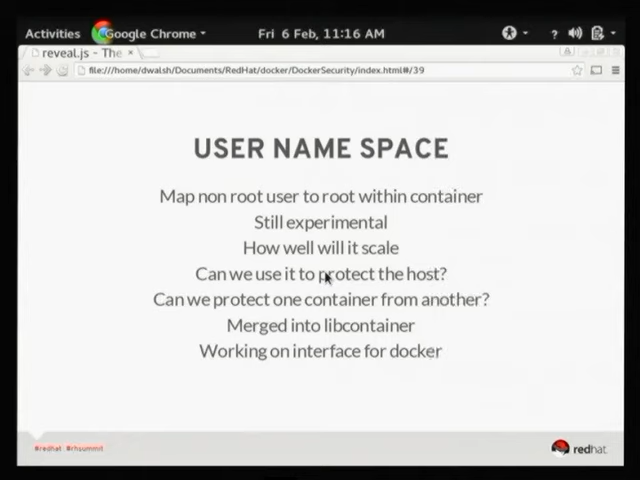 Activities Google Chrome Fri 6 Feb, 11:16 AM ?
reveal.js - The
file:///home/dwalsh/Documents/RedHat/docker/DockerSecurity/index.html#/39
USER NAME SPACE
Map non root user to root within container
Still experimental
How well will it scale
Can we use it to protect the host?
Can we protect one container from another?
Merged into libcontainer
Working on interface for docker
#redhat #rhsummit
redhat